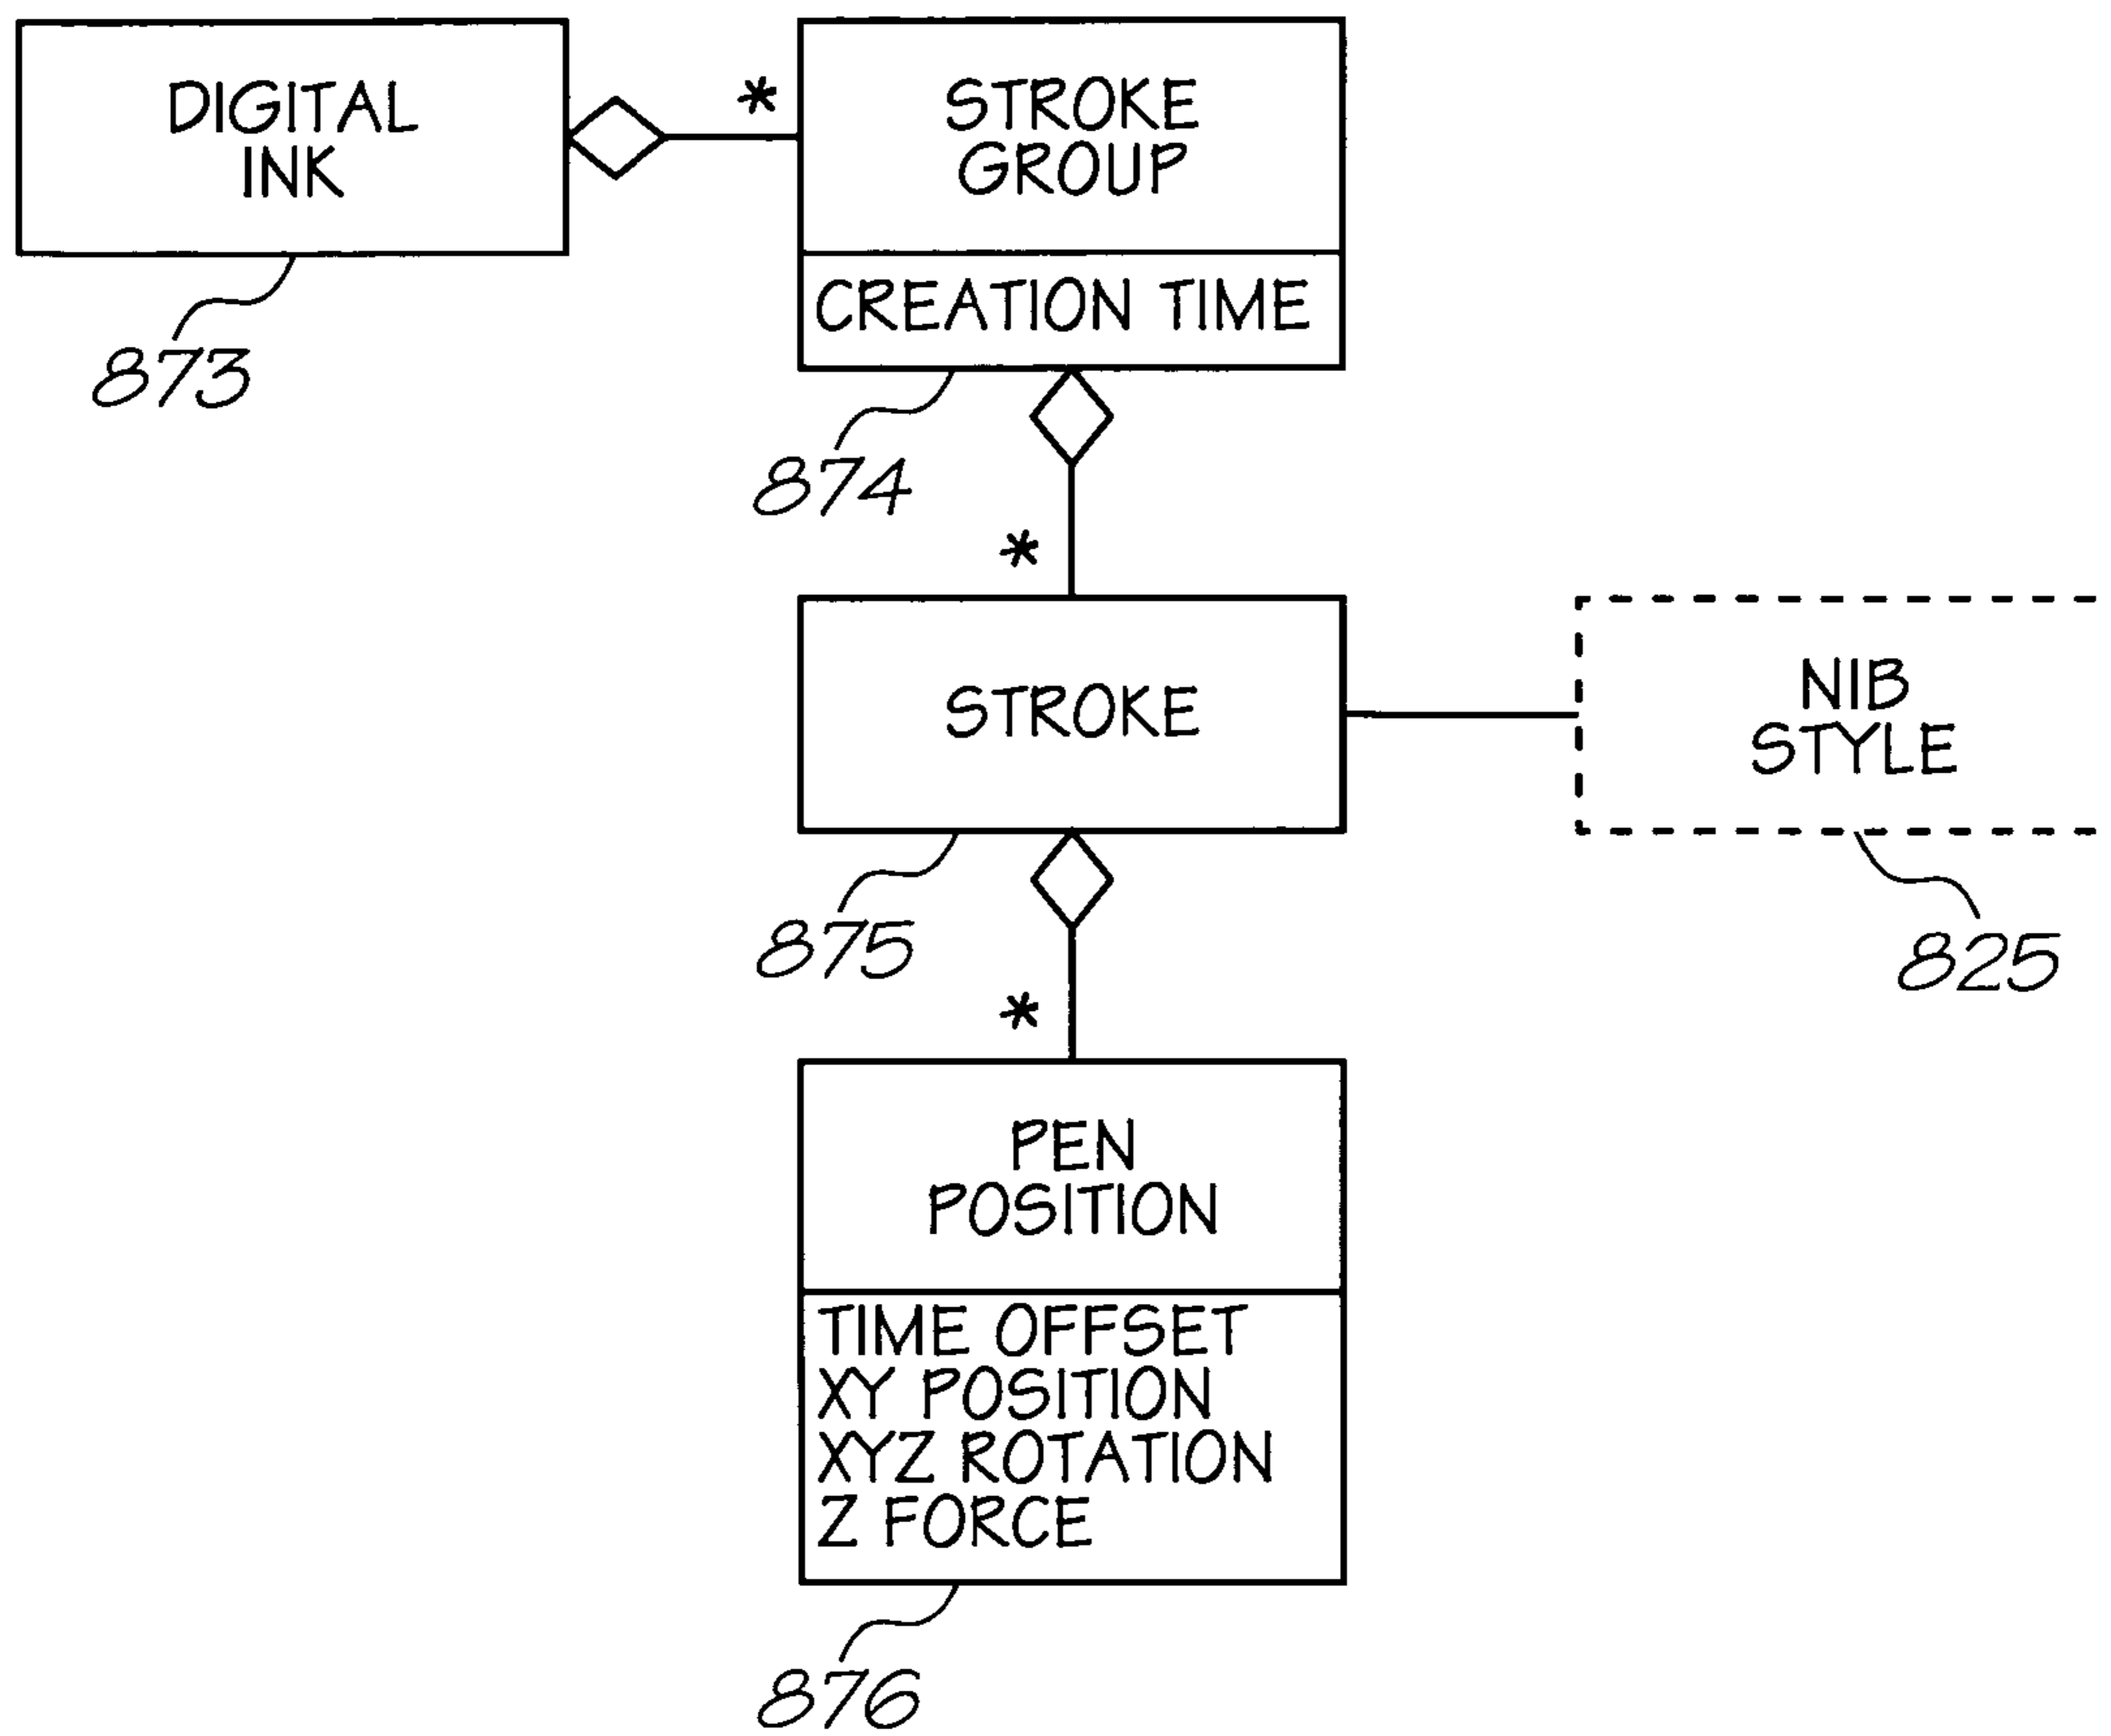 DIGITAL
INK
*
STROKE
GROUP
CREATION TIME
873
874
*
STROKE
NIB
STYLE
875
825
*
PEN
POSITION
TIME OFFSET
XY POSITION
XYZ ROTATION
Z FORCE
876